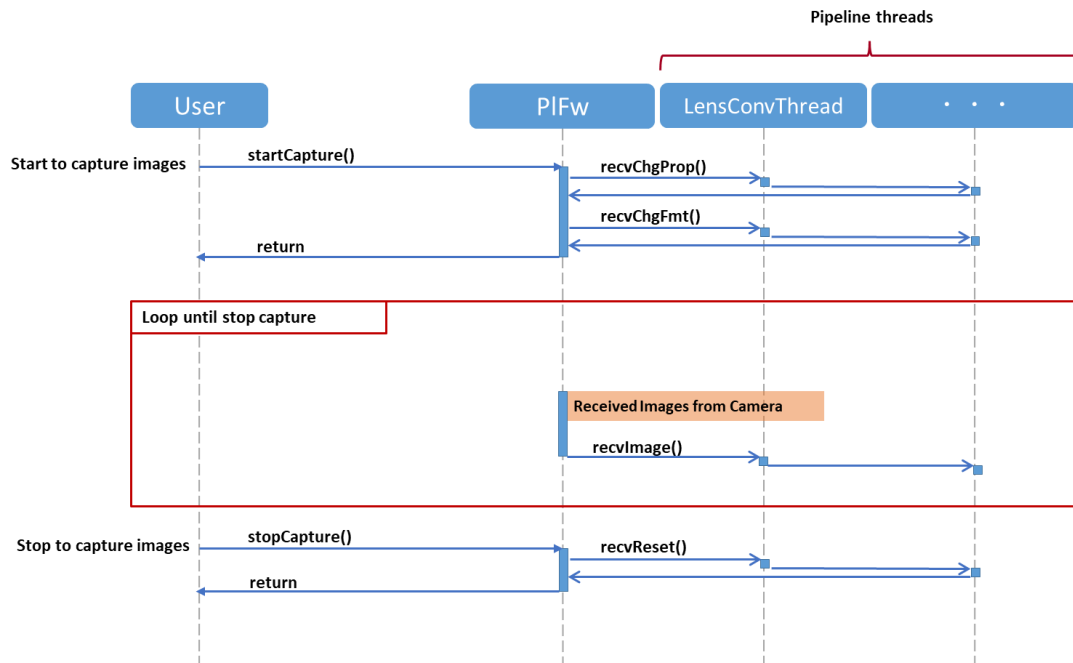 Pipeline threads
User
PlFw
LensConvThread
・・・
Start to capture images
startCapture()
recvChgProp()
recvChgFmt()
return
Loop until stop capture
Received Images from Camera
recvImage()
Stop to capture images
stopCapture()
recvReset()
return